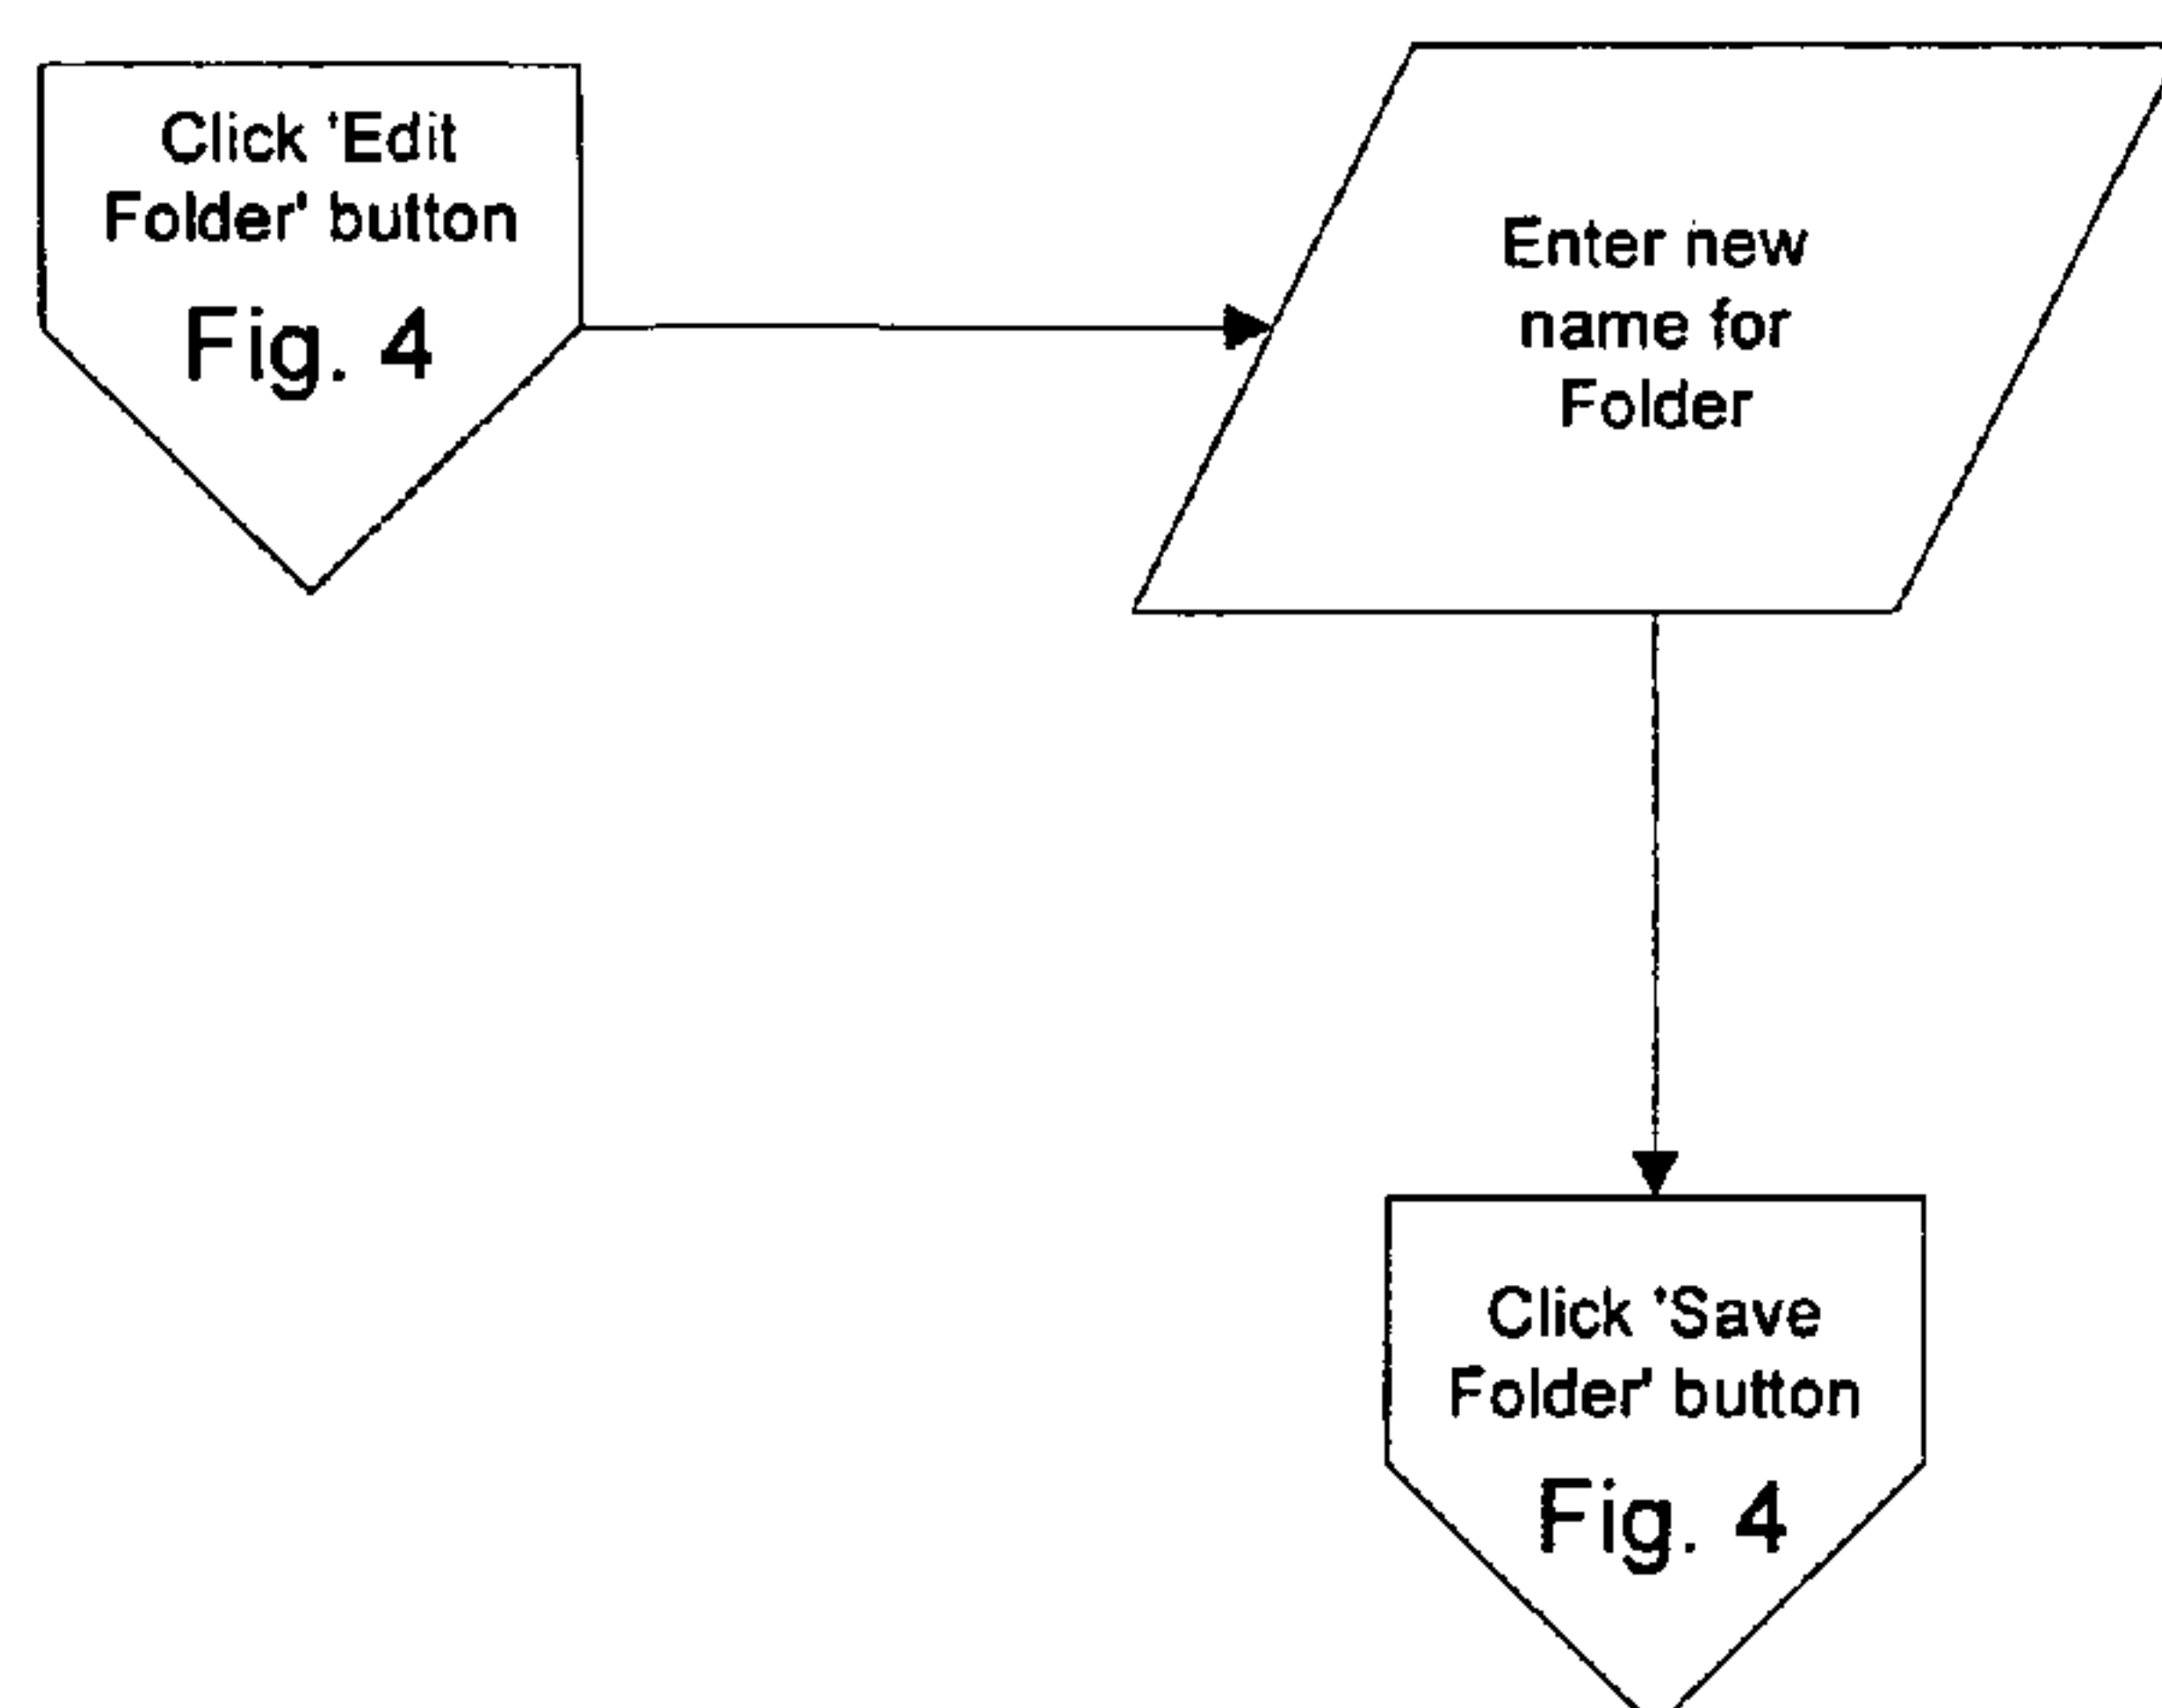 Click 'Edit
Folder' button
Fig. 4
Enter new
name for
Folder
Click 'Save
Folder' button
Fig. 4